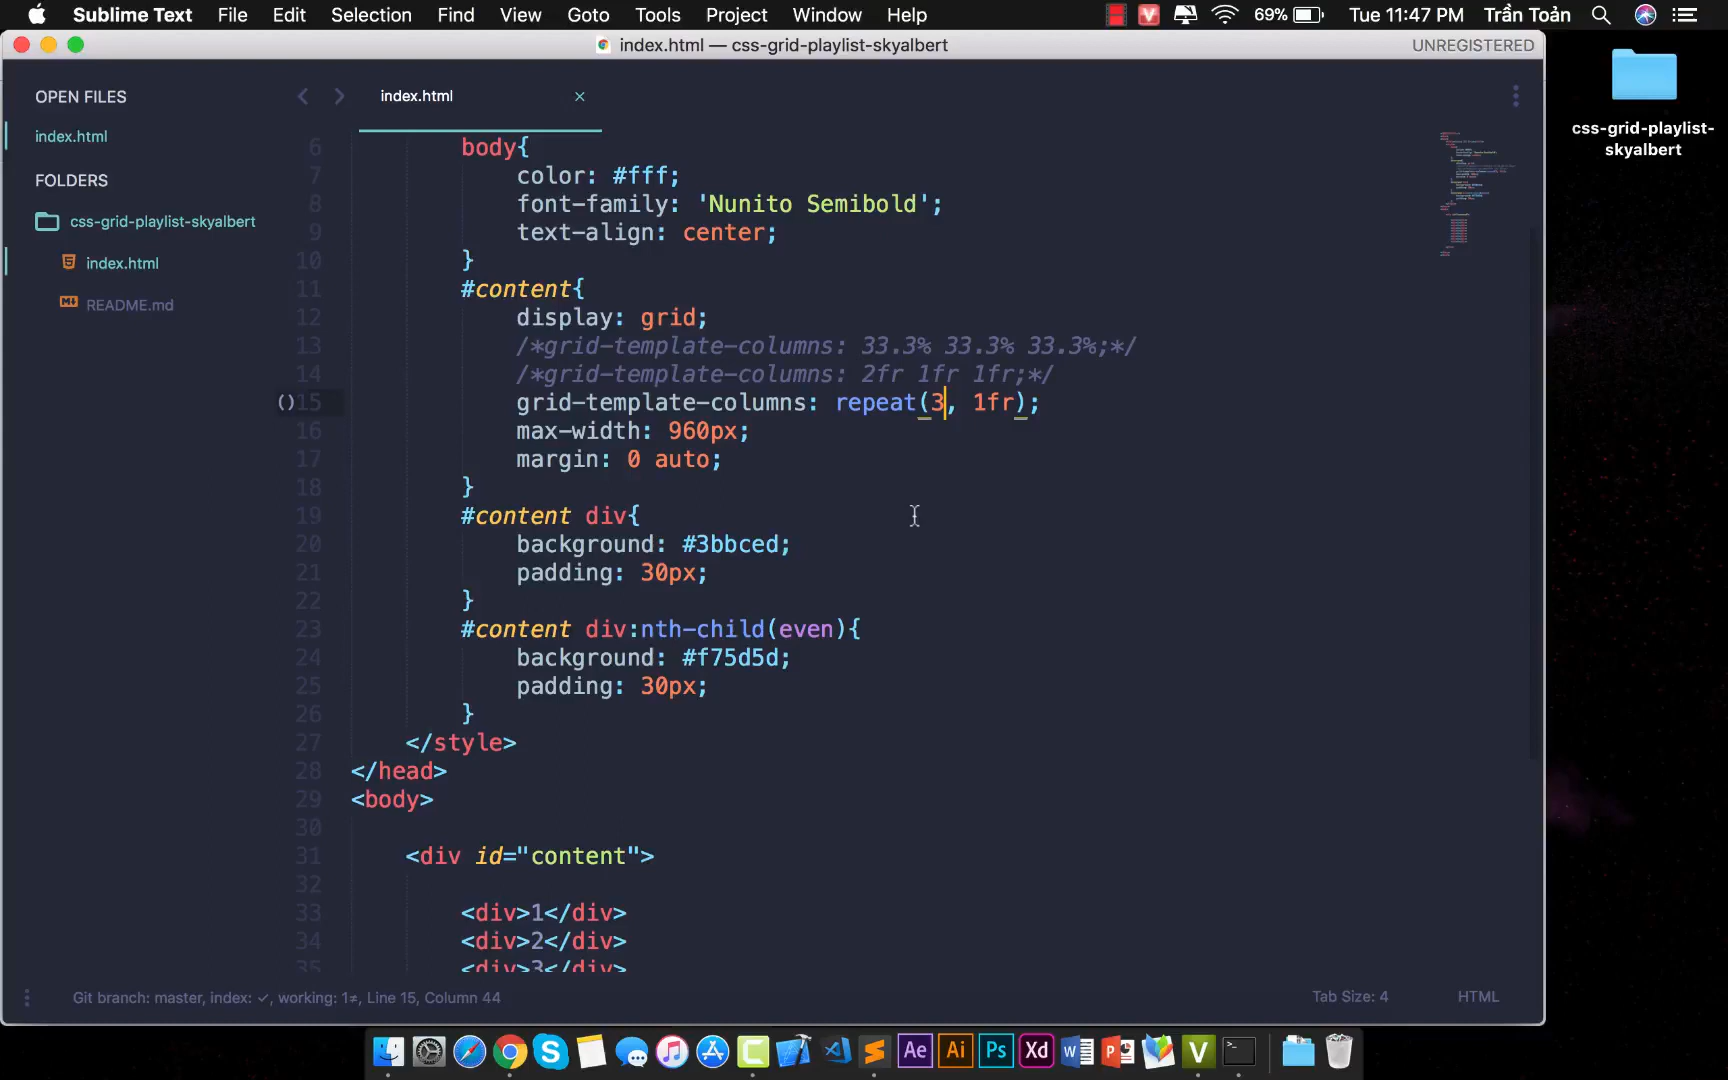 Sublime Text File Edit Selection Find View Goto Tools Project Window Help 69% Tue 11:47 PM Trần Toản
index.html — css-grid-playlist-skyalbert UNREGISTERED
css-grid-playlist-
skyalbert
OPEN FILES
index.html
FOLDERS
css-grid-playlist-skyalbert
index.html
README.md
index.html ×
6 body{
7 color: #fff;
8 font-family: 'Nunito Semibold';
9 text-align: center;
10 }
11 #content{
12 display: grid;
13 /*grid-template-columns: 33.3% 33.3% 33.3%;*/
14 /*grid-template-columns: 2fr 1fr 1fr;*/
()15 grid-template-columns: repeat(3, 1fr);
16 max-width: 960px;
17 margin: 0 auto;
18 }
19 #content div{
20 background: #3bbced;
21 padding: 30px;
22 }
23 #content div:nth-child(even){
24 background: #f75d5d;
25 padding: 30px;
26 }
27 </style>
28 </head>
29 <body>
30
31 <div id="content">
32
33 <div>1</div>
34 <div>2</div>
35 <div>3</div>
Git branch: master, index: ✓, working: 1≠, Line 15, Column 44 Tab Size: 4 HTML
Ae Ai Ps Xd W P V